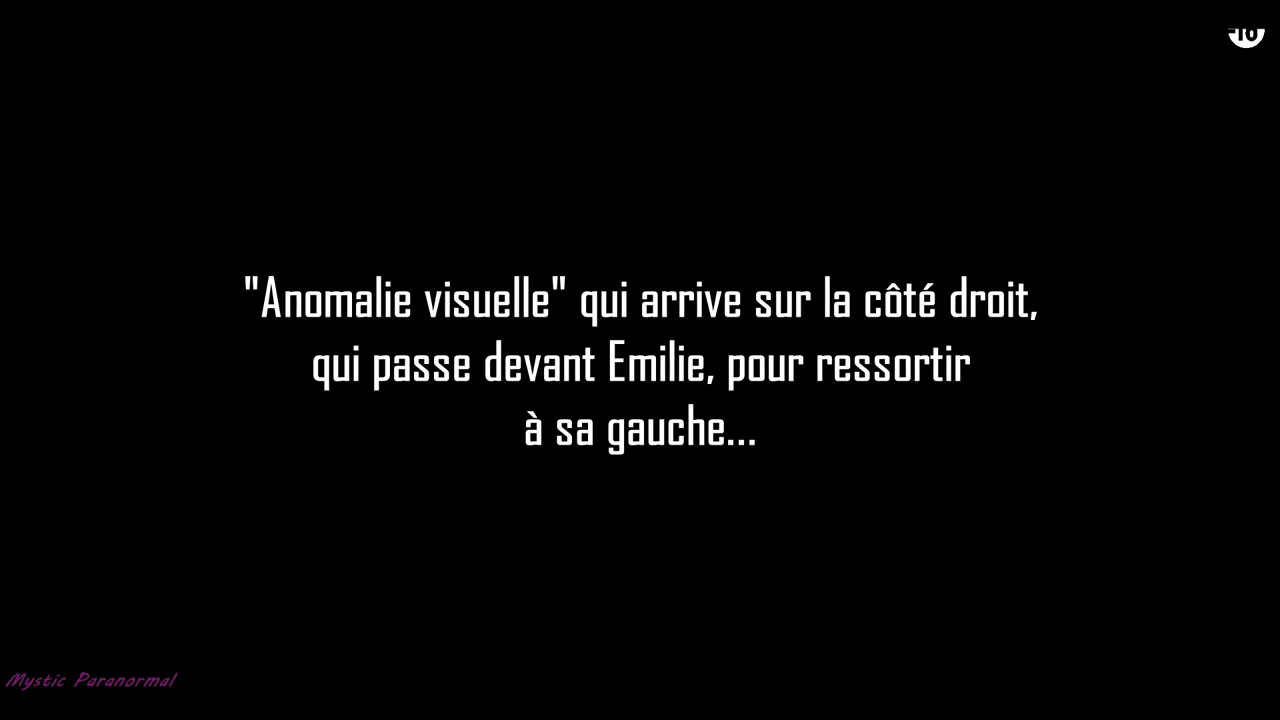 "Anomalie visuelle" qui arrive sur la côté droit,
qui passe devant Emilie, pour ressortir
à sa gauche...
Mystic Paranormal